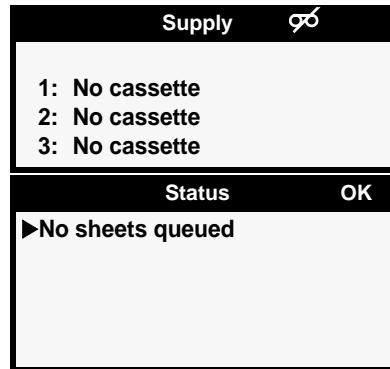 Supply
1: No cassette
2: No cassette
3: No cassette
Status OK
▶No sheets queued